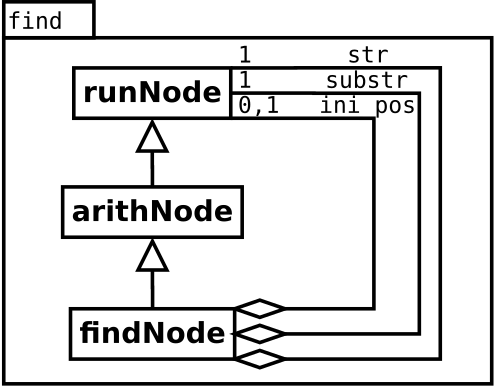 find
1 str
runNode
1 substr
0,1 ini pos
arithNode
findNode